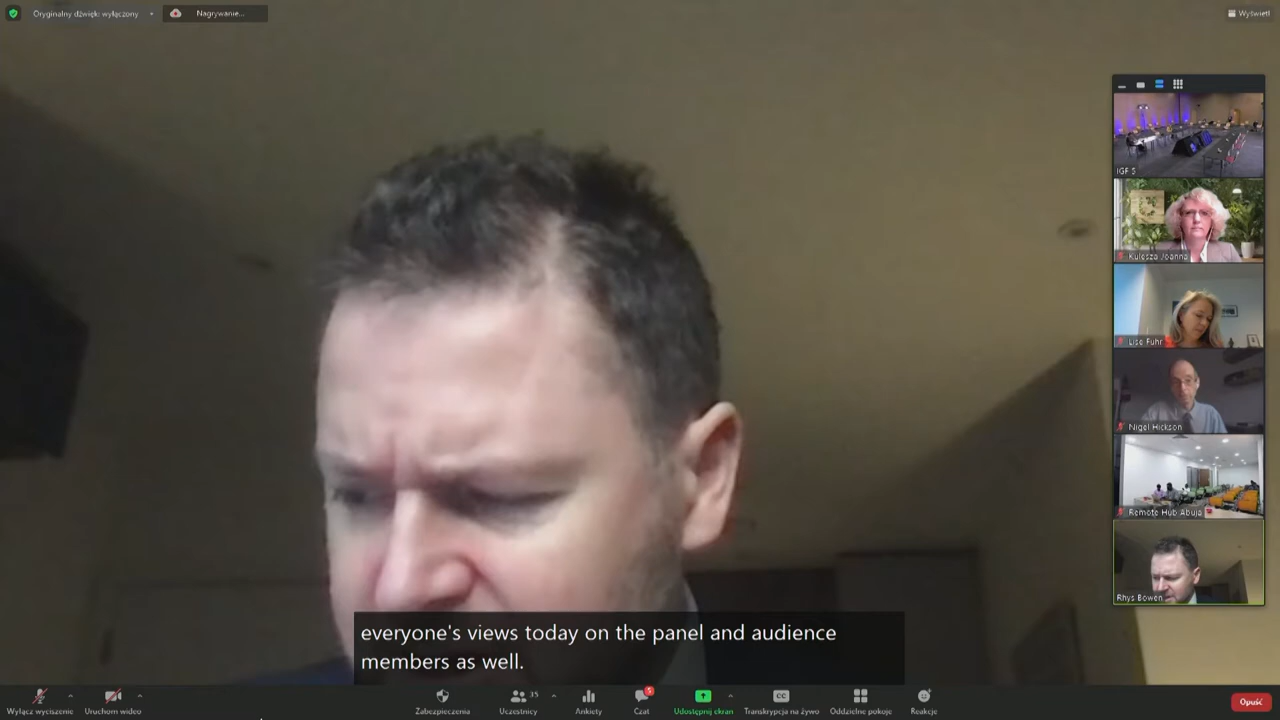 Oryginalny dźwięk: wyłączony
Nagrywanie...
Wyświetl
IGF 5
Kulesza Joanna
Lise Fuhr
Nigel Hickson
Remote Hub Abuja
Rhys Bowen
everyone's views today on the panel and audience
members as well.
Wyłącz wyciszenie
Uruchom wideo
Zabezpieczenia
Uczestnicy
35
Ankiety
Czat
5
Udostępnij ekran
CC
Transkrypcja na żywo
Oddzielne pokoje
Reakcje
Opuść